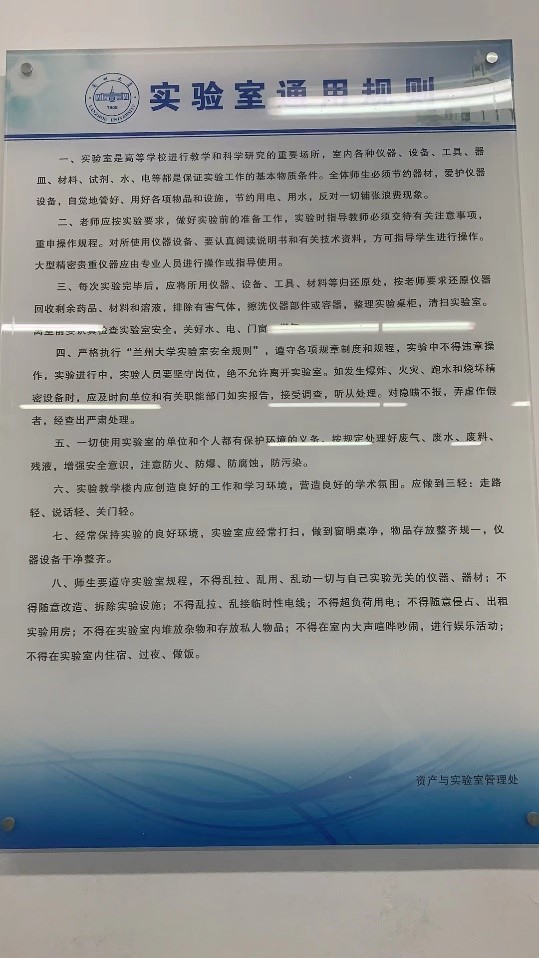 兰州大学
LANZHOU UNIVERSITY
1909
实验室通用规则
一、实验室是高等学校进行教学和科学研究的重要场所，室内各种仪器、设备、工具、器
皿、材料、试剂、水、电等都是保证实验工作的基本物质条件。全体师生必须节约器材，爱护仪器
设备，自觉地管好、用好各项物品和设施，节约用电、用水，反对一切铺张浪费现象。
二、老师应按实验要求，做好实验前的准备工作，实验时指导教师必须交待有关注意事项，
重申操作规程。对所使用仪器设备、要认真阅读说明书和有关技术资料，方可指导学生进行操作。
大型精密贵重仪器应由专业人员进行操作或指导使用。
三、每次实验完毕后，应将所用仪器、设备、工具、材料等归还原处，按老师要求还原仪器
回收剩余药品、材料和溶液，排除有害气体，擦洗仪器部件或容器，整理实验桌柜，清扫实验室。
检查实验室安全，关好水、电、门窗
四、严格执行“兰州大学实验室安全规则”，遵守各项规章制度和规程，实验中不得违章操
作，实验进行中，实验人员要坚守岗位，绝不允许离开实验室。如发生爆炸、火灾、跑水和烧坏精
密设备时，应及时向单位和有关职能部门如实报告，接受调查，听从处理。对隐瞒不报，弄虚作假
者，经查出严肃处理。
五、一切使用实验室的单位和个人都有保护环境的义务，按规定处理好废气、废水、废料、
残液，增强安全意识，注意防火、防爆、防腐蚀，防污染。
六、实验教学楼内应创造良好的工作和学习环境，营造良好的学术氛围。应做到三轻：走路
轻、说话轻、关门轻。
七、经常保持实验的良好环境，实验室应经常打扫，做到窗明桌净，物品存放整齐规一，仪
器设备干净整齐。
八、师生要遵守实验室规程，不得乱拉、乱用、乱动一切与自己实验无关的仪器、器材；不
得随意改造、拆除实验设施；不得乱拉、乱接临时性电线；不得超负荷用电；不得随意侵占、出租
实验用房；不得在实验室内堆放杂物和存放私人物品；不得在室内大声喧哗吵闹，进行娱乐活动；
不得在实验室内住宿、过夜、做饭。
资产与实验室管理处